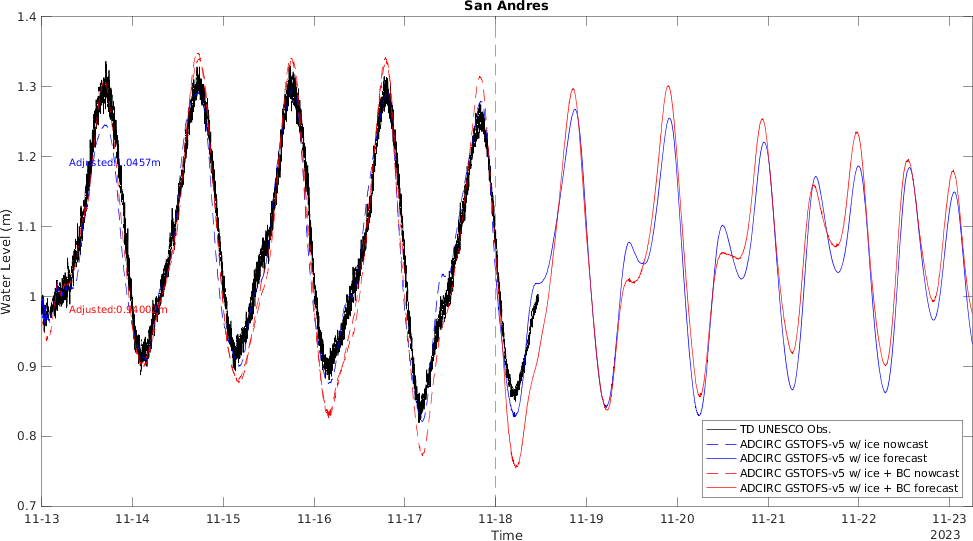 San Andres
1.4
1.3
1.2
1.1
1
0.9
0.8
0.7
Water Level (m)
Adjusted: .0457m
Adjusted:0.9400 m
TD UNESCO Obs.
ADCIRC GSTOFS-v5 w/ ice nowcast
ADCIRC GSTOFS-v5 w/ ice forecast
ADCIRC GSTOFS-v5 w/ ice + BC nowcast
ADCIRC GSTOFS-v5 w/ ice + BC forecast
11-13 11-14 11-15 11-16 11-17 11-18 11-19 11-20 11-21 11-22 11-23
Time
2023